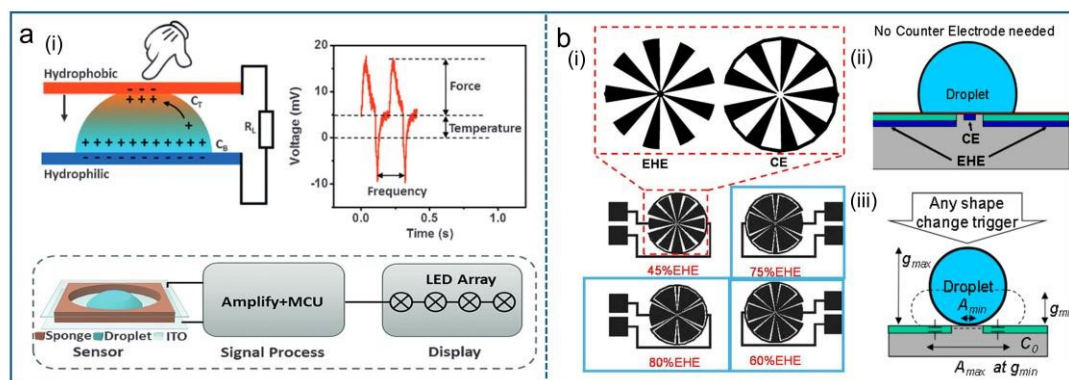 a
(i)
Hydrophobic
+ + +
C_T
+
C_B
+ + + + + + + + +
Hydrophilic
R_L
Voltage (mV)
20
10
0
-10
Force
Temperature
Frequency
0.0 0.5 1.0
Time (s)
Sponge Droplet ITO
Sensor
Amplify+MCU
Signal Process
LED Array
Display
b
(i)
EHE
CE
45%EHE
75%EHE
80%EHE
60%EHE
(ii)
No Counter Electrode needed
Droplet
CE
EHE
(iii)
Any shape
change trigger
g_max
Droplet
A_min
C_0
A_max at g_min